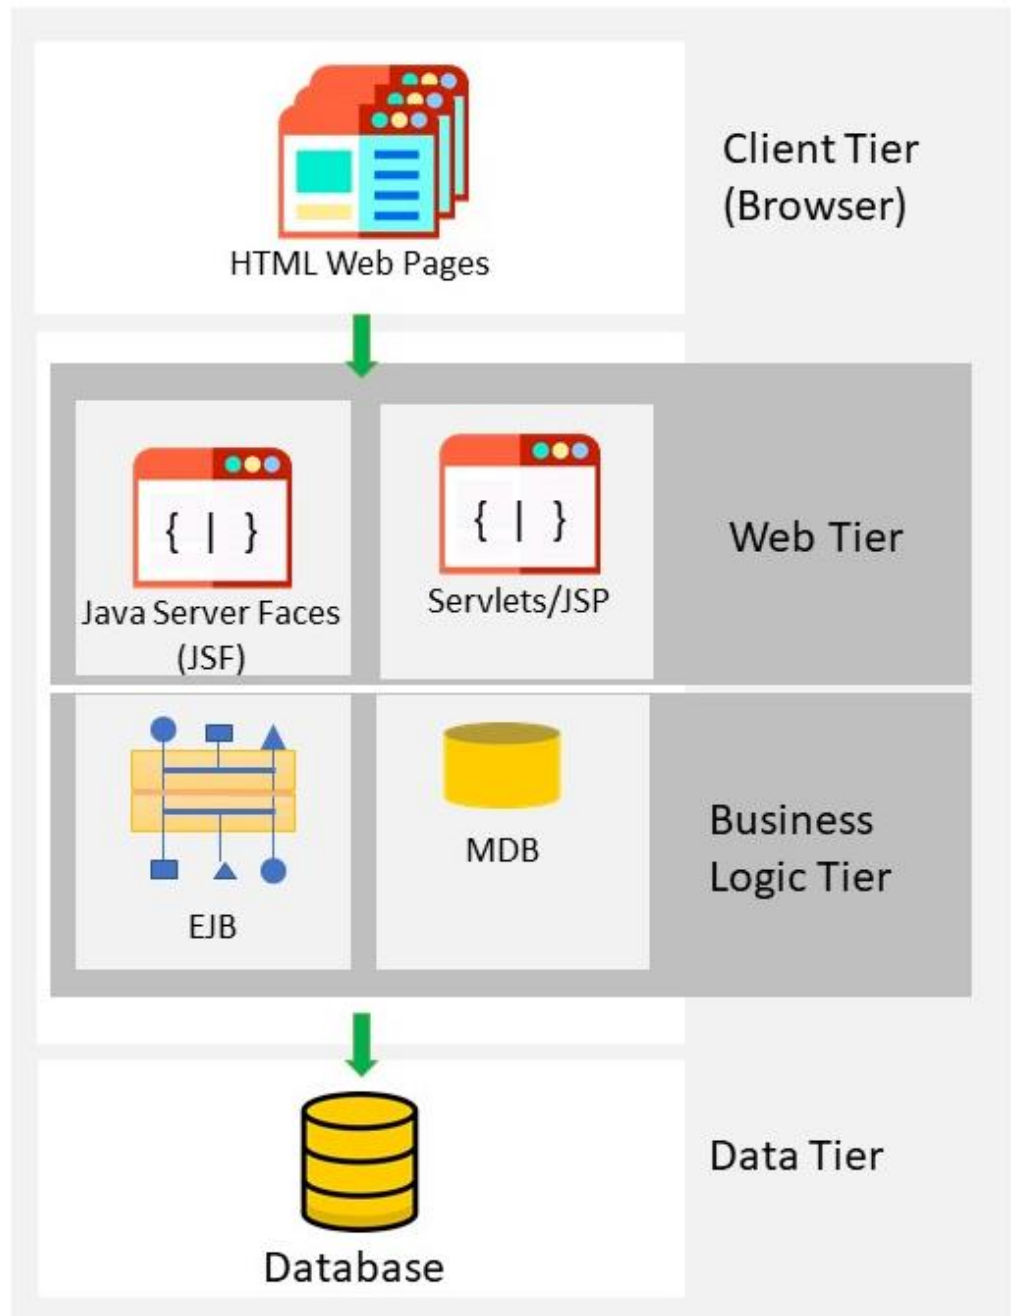 HTML Web Pages
Client Tier
(Browser)
{ | }
Java Server Faces
(JSF)
{ | }
Servlets/JSP
Web Tier
EJB
MDB
Business
Logic Tier
Database
Data Tier